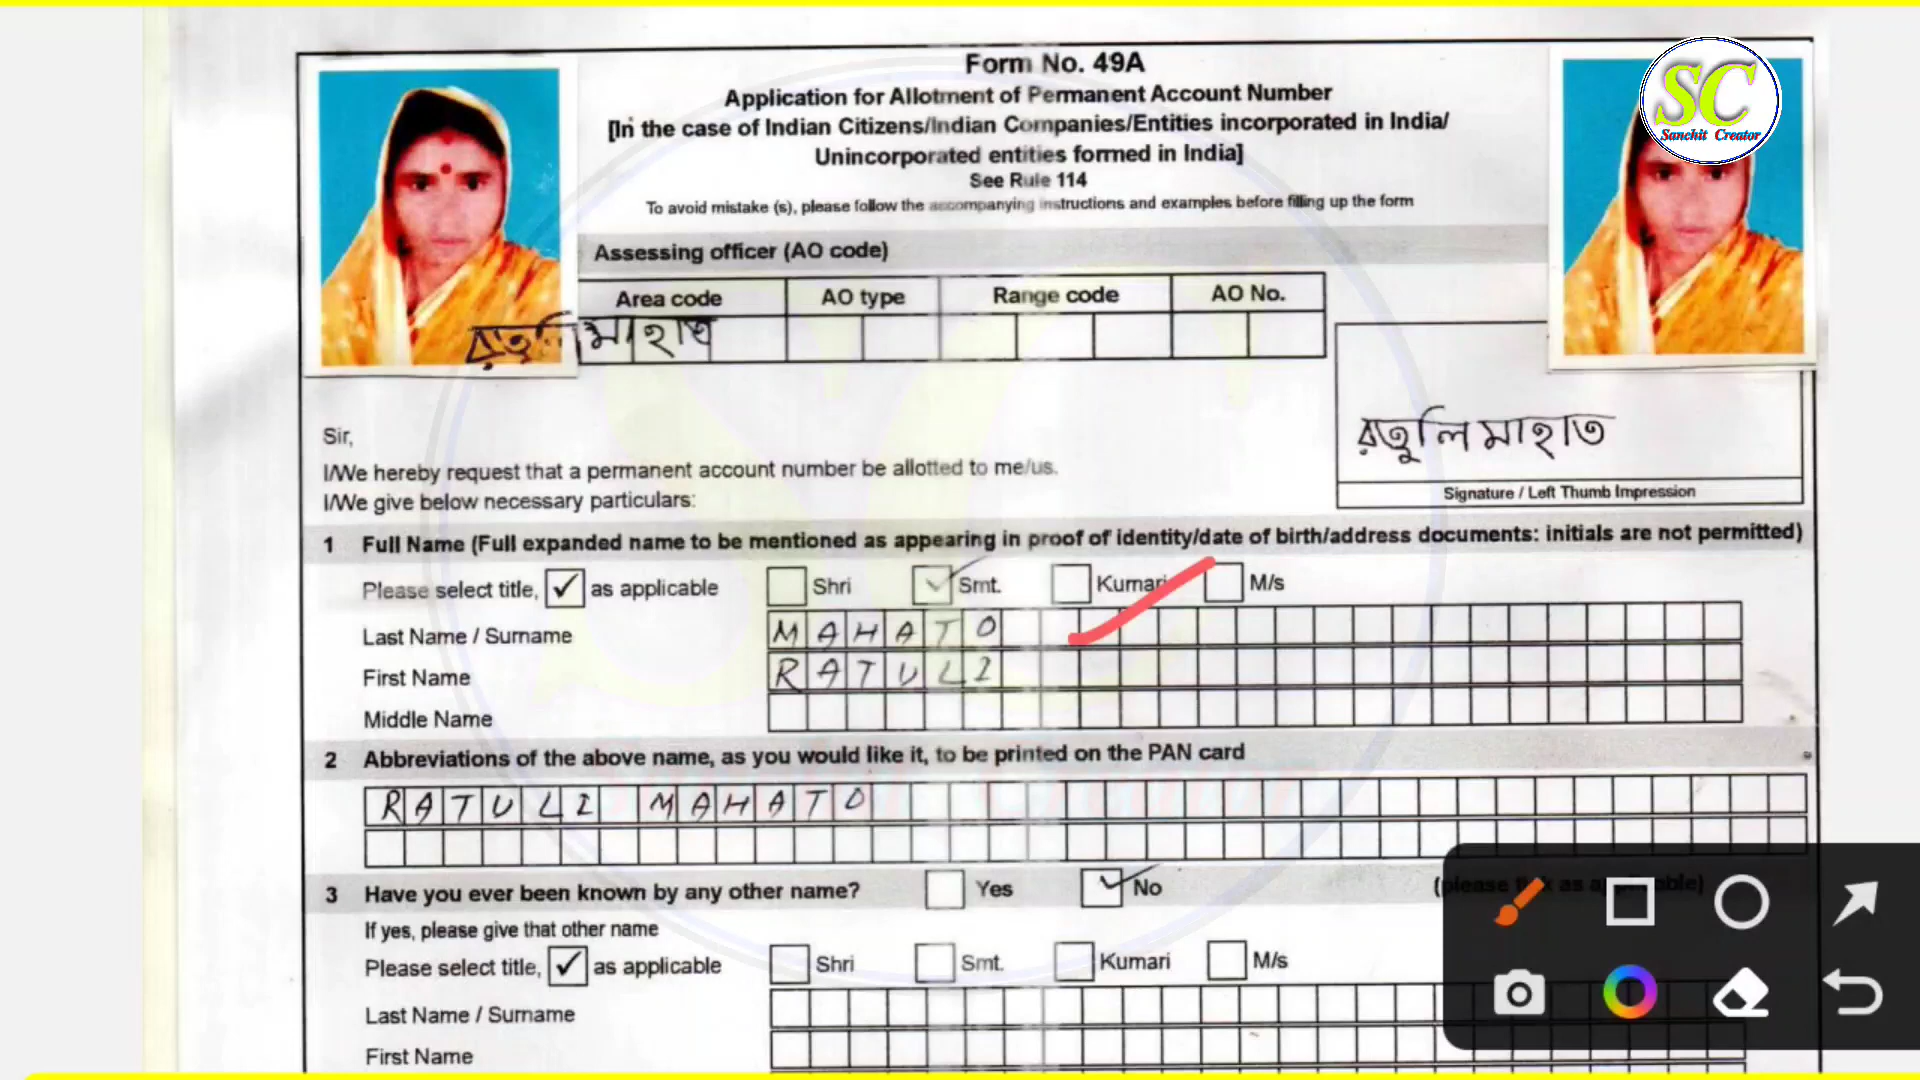 SC
Sanchit Creator
Form No. 49A
Application for Allotment of Permanent Account Number
[In the case of Indian Citizens/Indian Companies/Entities incorporated in India/
Unincorporated entities formed in India]
See Rule 114
To avoid mistake (s), please follow the accompanying instructions and examples before filling up the form
Assessing officer (AO code)
Area code AO type Range code AO No.
রতুলি মাহাত
রতুলি মাহাত
Signature / Left Thumb Impression
Sir,
I/We hereby request that a permanent account number be allotted to me/us.
I/We give below necessary particulars:
1 Full Name (Full expanded name to be mentioned as appearing in proof of identity/date of birth/address documents: initials are not permitted)
Please select title, ✓ as applicable Shri ✓ Smt. Kumari M/s
Last Name / Surname MAHATO
First Name RATULI
Middle Name
2 Abbreviations of the above name, as you would like it, to be printed on the PAN card
RATULI MAHATO
3 Have you ever been known by any other name? Yes ✓ No (please tick as applicable)
If yes, please give that other name
Please select title, ✓ as applicable Shri Smt. Kumari M/s
Last Name / Surname
First Name